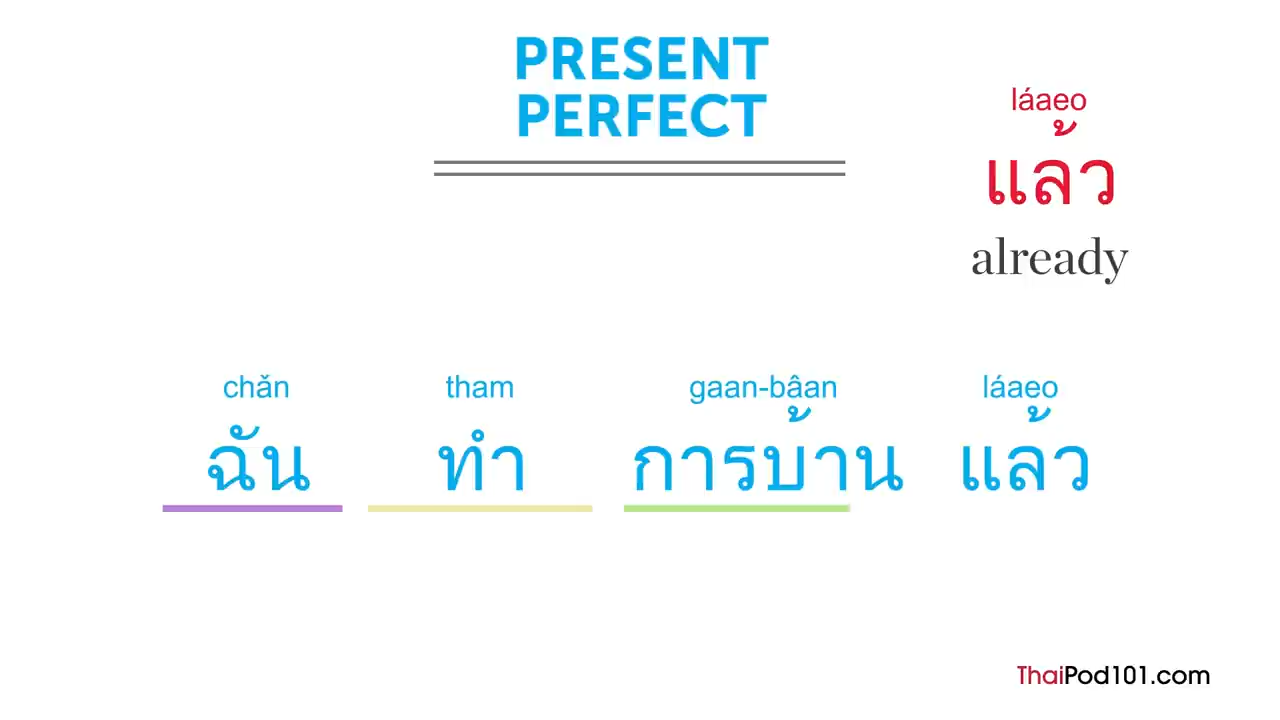 PRESENT
PERFECT
láaeo
แล้ว
already
chǎn tham gaan-bâan láaeo
ฉัน ทำ การบ้าน แล้ว
ThaiPod101.com